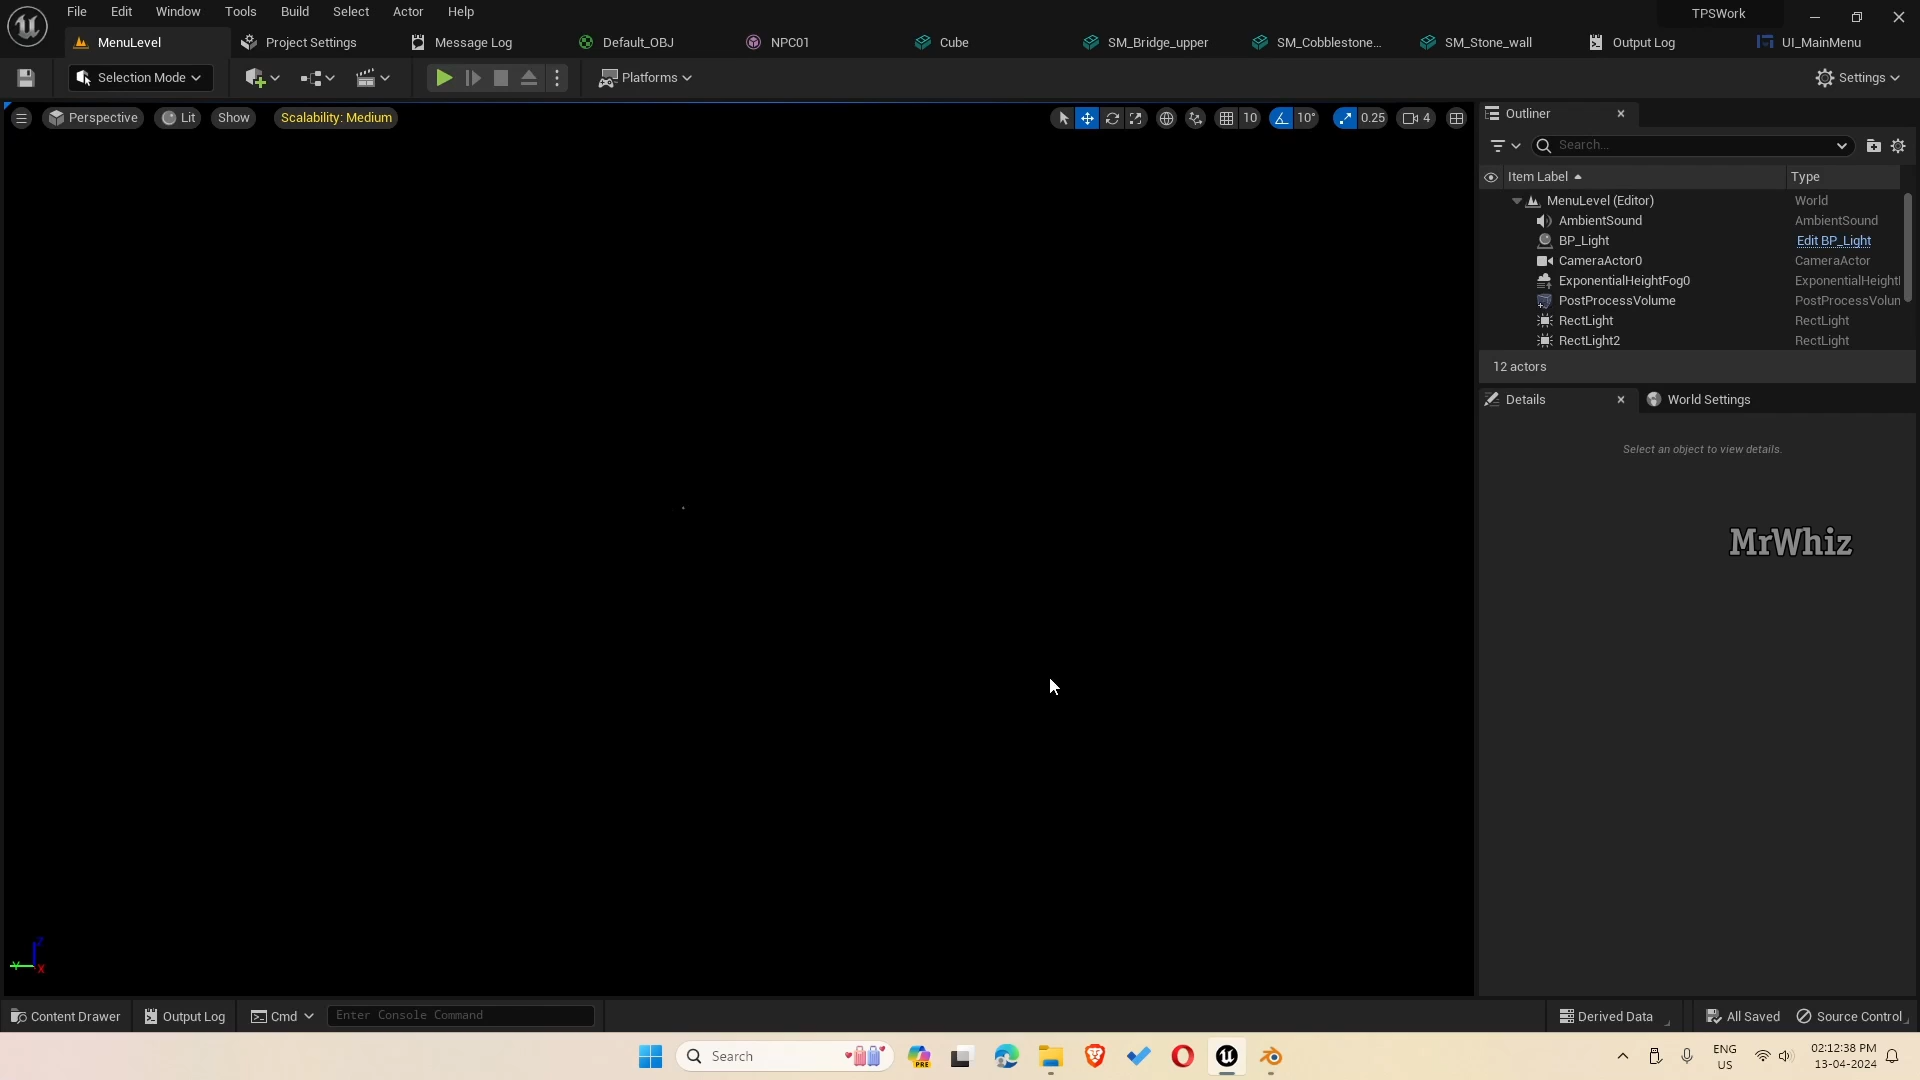 File Edit Window Tools Build Select Actor Help
TPSWork
MenuLevel Project Settings Message Log Default_OBJ NPC01 Cube SM_Bridge_upper SM_Cobblestone... SM_Stone_wall Output Log UI_MainMenu
Selection Mode Platforms Settings
Perspective Lit Show Scalability: Medium 10 10° 0.25 4
Outliner
Search...
Item Label Type
MenuLevel (Editor) World
AmbientSound AmbientSound
BP_Light Edit BP_Light
CameraActor0 CameraActor
ExponentialHeightFog0 ExponentialHeightI
PostProcessVolume PostProcessVolun
RectLight RectLight
RectLight2 RectLight
12 actors
Details World Settings
Select an object to view details.
MrWhiz
Z
Y X
Content Drawer Output Log Cmd Enter Console Command Derived Data All Saved Source Control
Search PRE ENG US 02:12:38 PM 13-04-2024